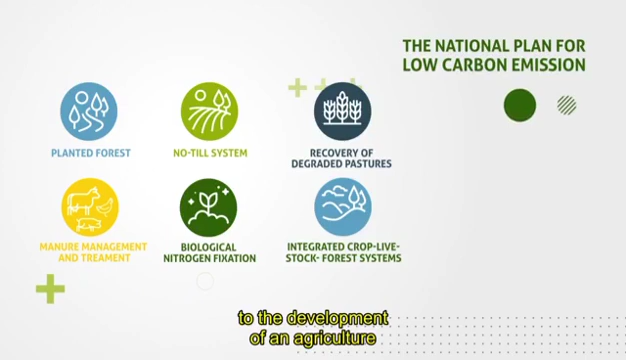 THE NATIONAL PLAN FOR
LOW CARBON EMISSION
PLANTED FOREST
NO-TILL SYSTEM
RECOVERY OF
DEGRADED PASTURES
MANURE MANAGEMENT
AND TREAMENT
BIOLOGICAL
NITROGEN FIXATION
INTEGRATED CROP-LIVE-
STOCK- FOREST SYSTEMS
to the development
of an agriculture